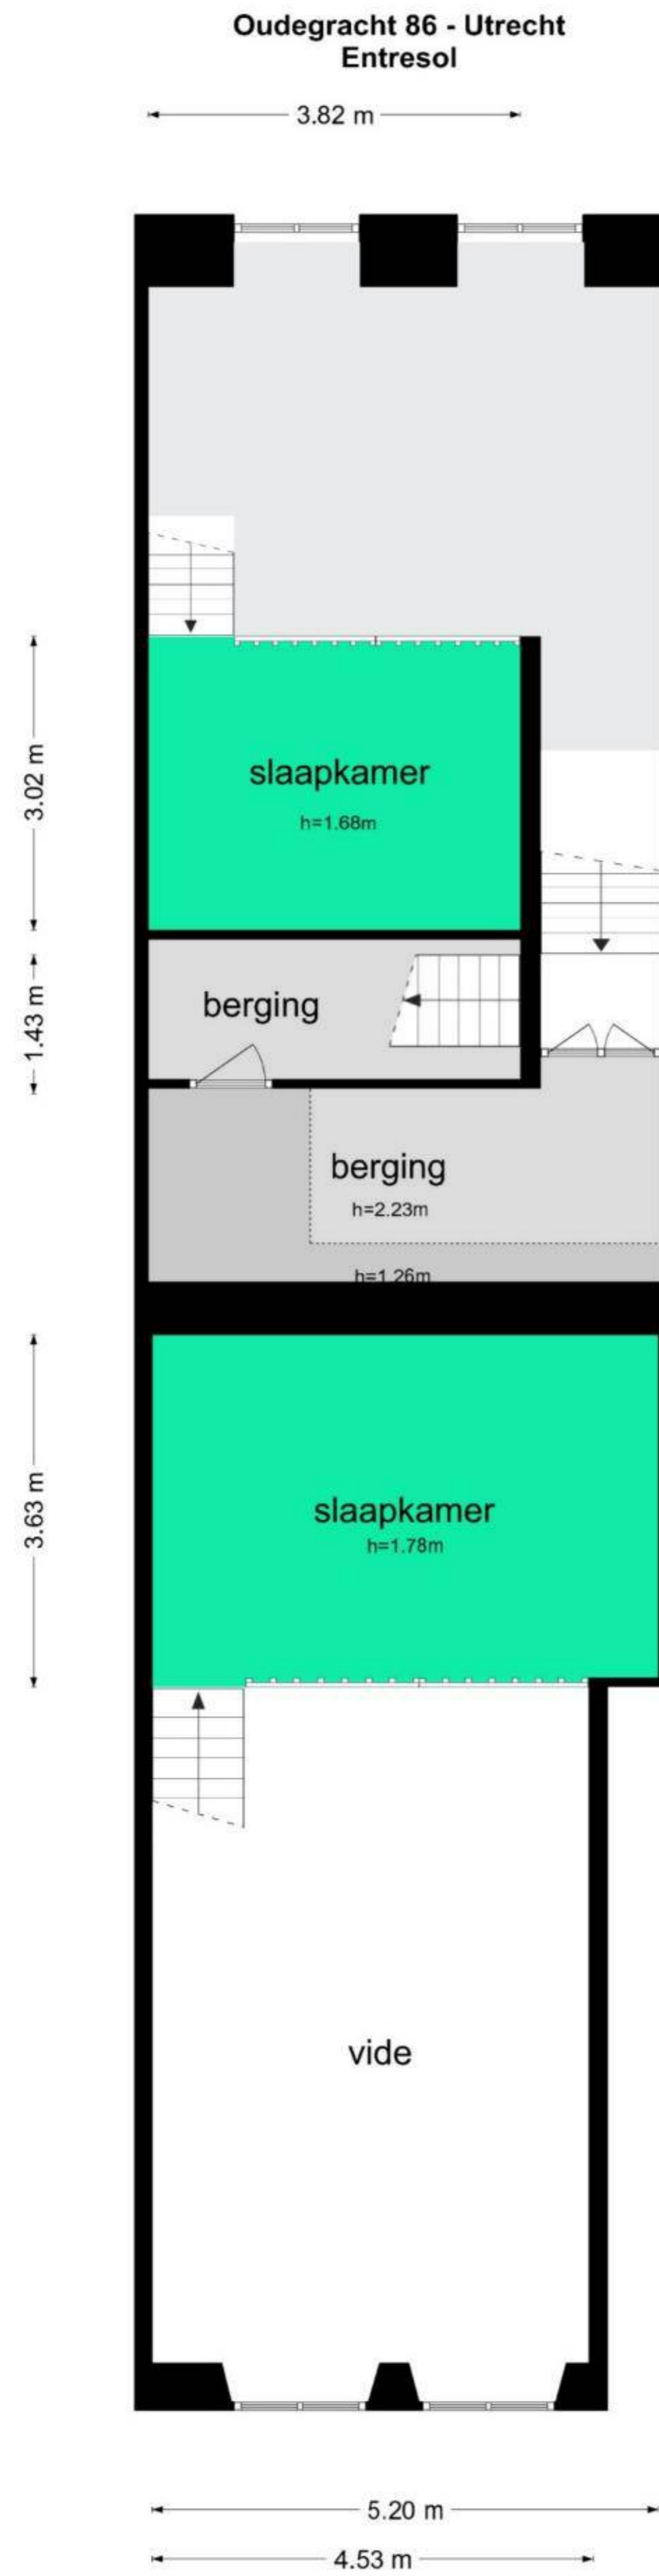 Oudegracht 86 - Utrecht
Entresol
3.82 m
3.02 m
slaapkamer
h=1.68m
1.43 m
berging
berging
h=2.23m
h=1.26m
3.63 m
slaapkamer
h=1.78m
vide
5.20 m
4.53 m